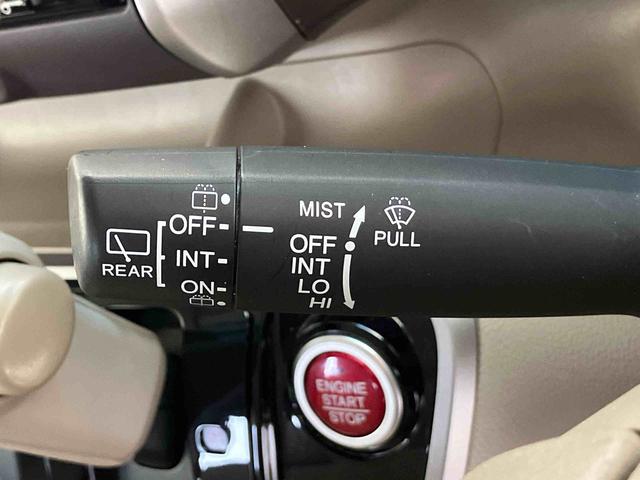 OFF
INT
ON
REAR
MIST
OFF
INT
LO
HI
PULL
ENGINE
START
STOP